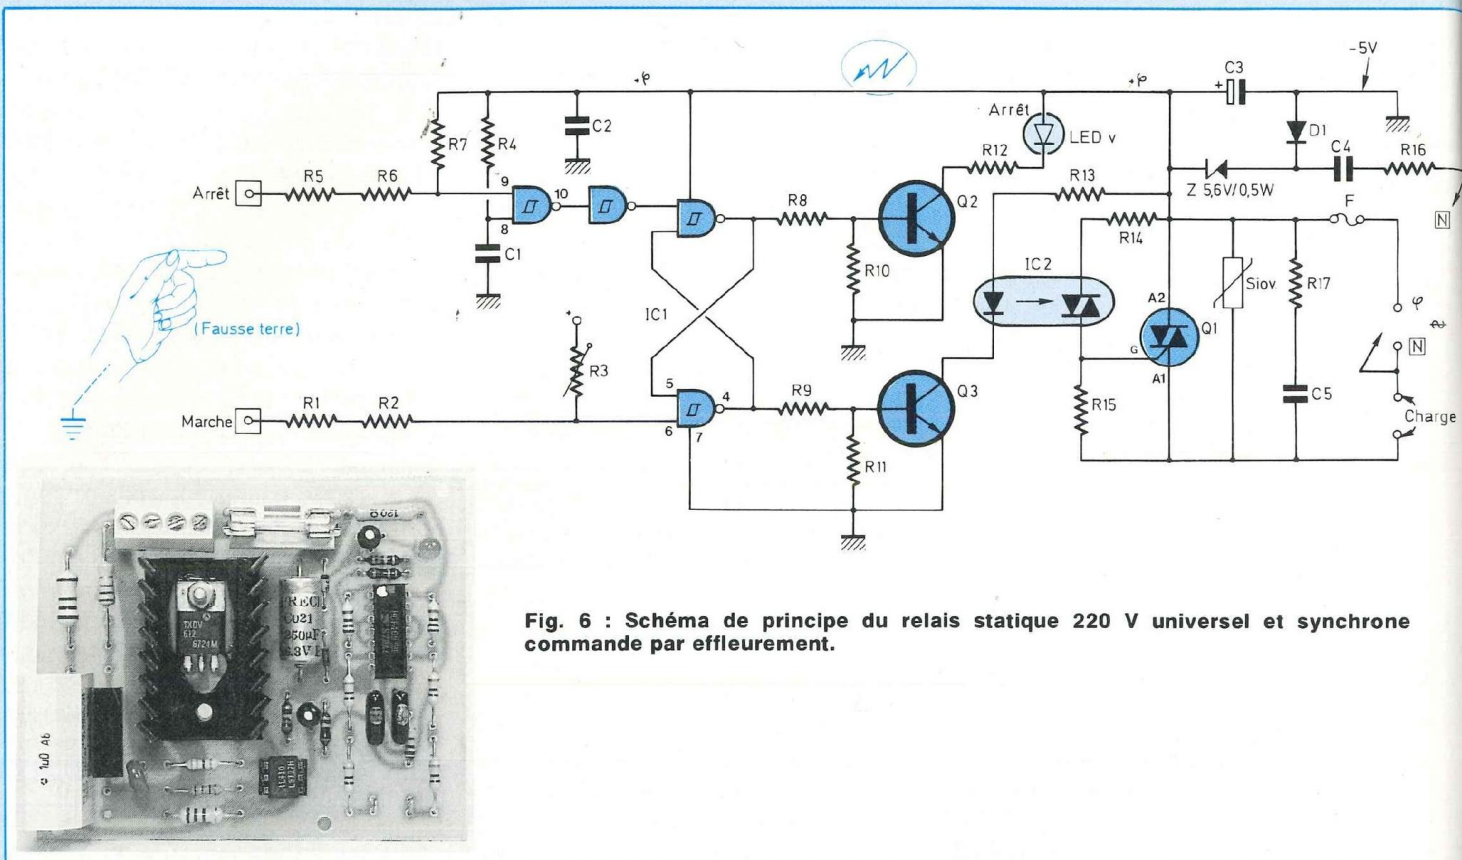 -5V
+φ
+φ
C3
+
Arrêt
LED v
D1
C4
R16
C2
R7
R4
R12
R13
Z 5,6V/0,5W
N
Arrêt
R5
R6
9
10
8
R8
Q2
F
C1
R14
R10
IC2
Siov
R17
A2
Q1
φ
N
(Fausse terre)
IC1
G
A1
+
R3
5
4
R9
Q3
R15
C5
Charge
Marche
R1
R2
6
7
R11
Fig. 6 : Schéma de principe du relais statique 220 V universel et synchrone
commande par effleurement.
TXDV
612